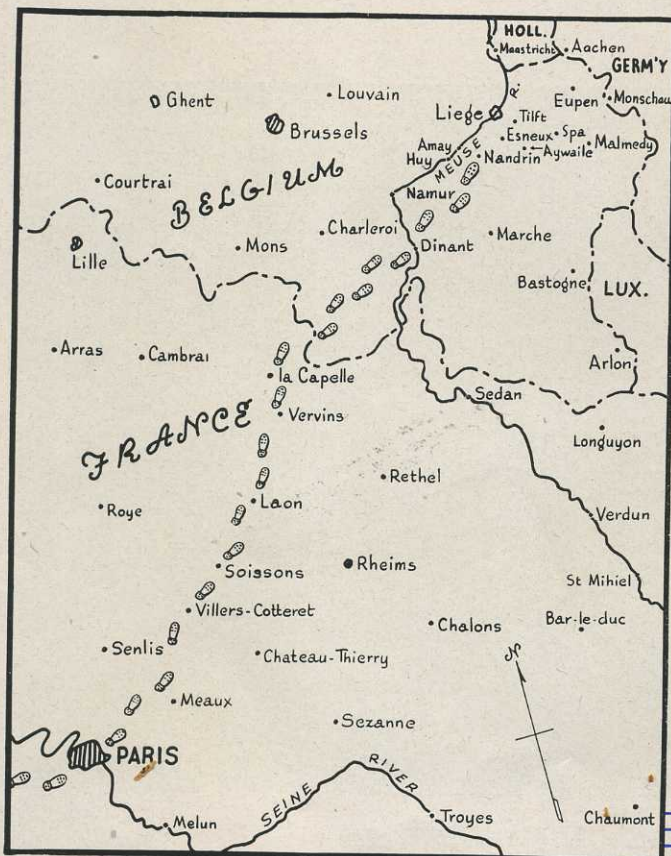 HOLL.
Maastricht
Aachen
GERM'Y
Ghent
Louvain
Liege
R.
Eupen
Monschau
Brussels
Tilft
Esneux
Spa
Malmedy
Amay
Huy
MEUSE
Nandrin
Aywaile
Courtrai
BELGIUM
Namur
Charleroi
Dinant
Marche
Mons
Lille
Bastogne
LUX.
Arras
Cambrai
la Capelle
Arlon
Sedan
FRANCE
Vervins
Longuyon
Rethel
Roye
Laon
Verdun
Soissons
Rheims
St Mihiel
Villers-Cotteret
Chalons
Bar-le-duc
Senlis
Chateau-Thierry
N
Meaux
Sezanne
PARIS
SEINE RIVER
Melun
Troyes
Chaumont